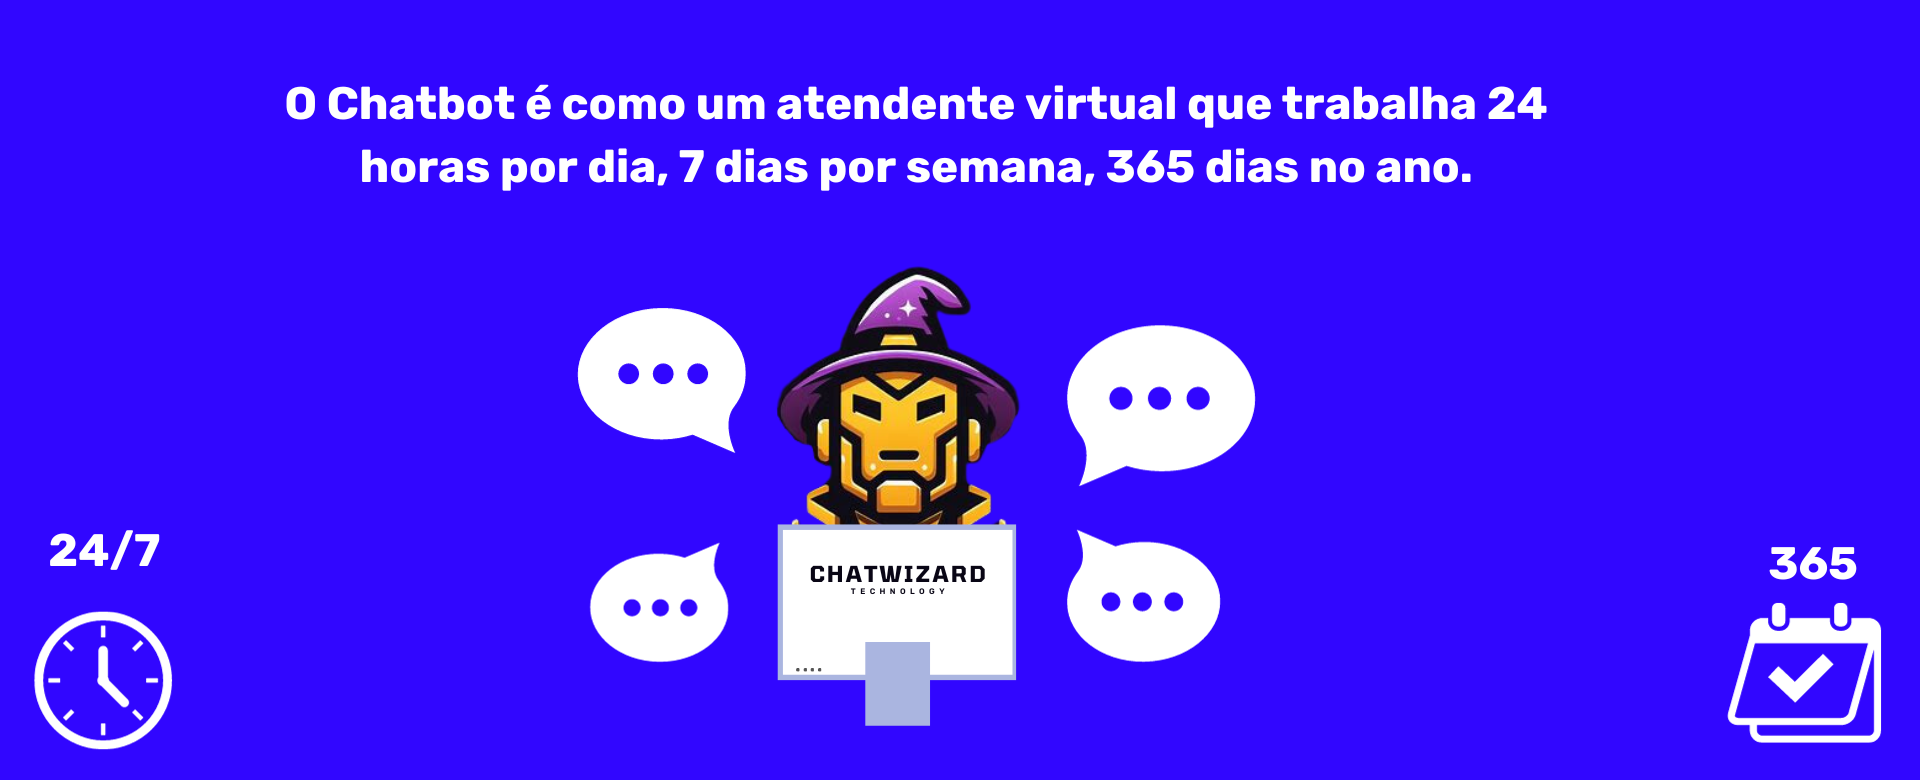 O Chatbot é como um atendente virtual que trabalha 24
horas por dia, 7 dias por semana, 365 dias no ano.
CHATWIZARD
TECHNOLOGY
24/7
365